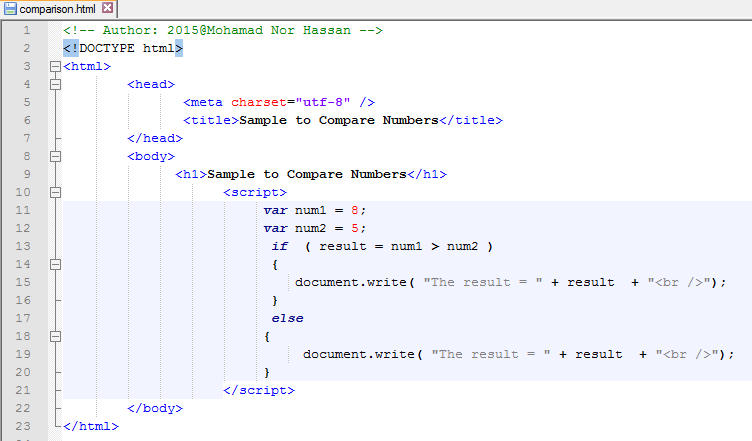 comparison.html
1 <!-- Author: 2015@Mohamad Nor Hassan -->
2 <!DOCTYPE html>
3 <html>
4 <head>
5 <meta charset="utf-8" />
6 <title>Sample to Compare Numbers</title>
7 </head>
8 <body>
9 <h1>Sample to Compare Numbers</h1>
10 <script>
11 var num1 = 8;
12 var num2 = 5;
13 if ( result = num1 > num2 )
14 {
15 document.write( "The result = " + result + "<br />");
16 }
17 else
18 {
19 document.write( "The result = " + result + "<br />");
20 }
21 </script>
22 </body>
23 </html>